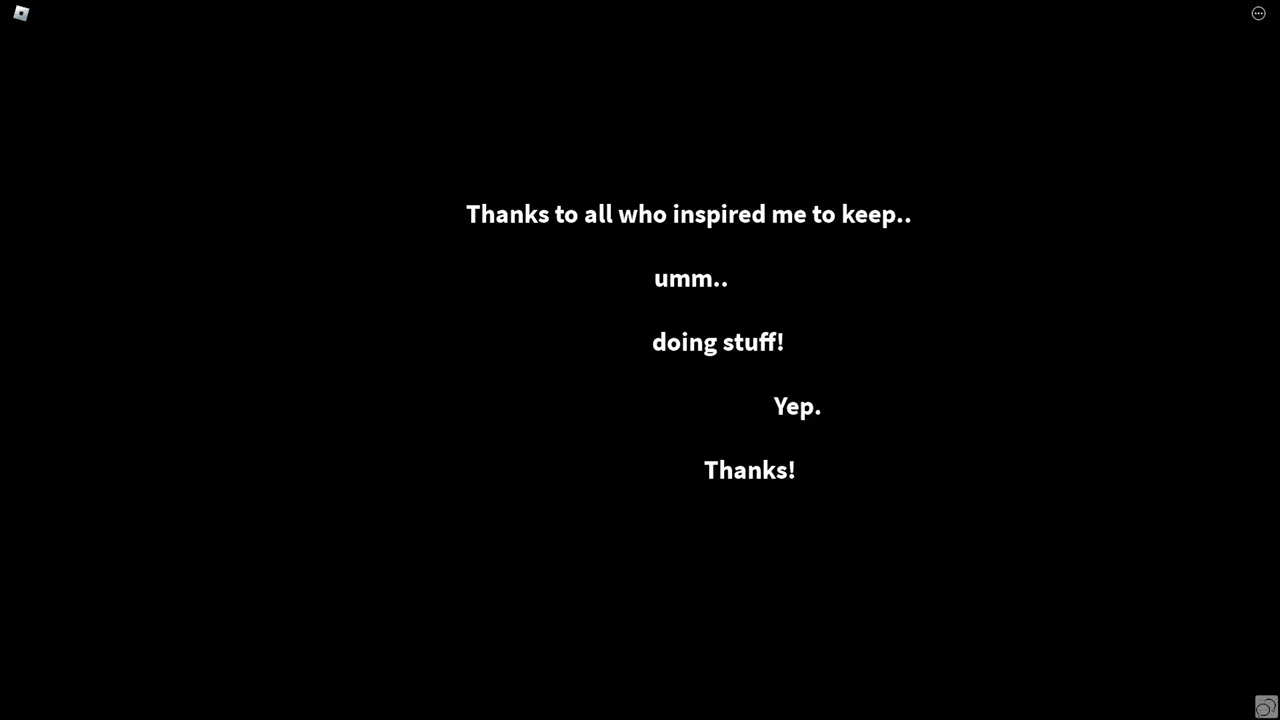 Thanks to all who inspired me to keep..
umm..
doing stuff!
Yep.
Thanks!